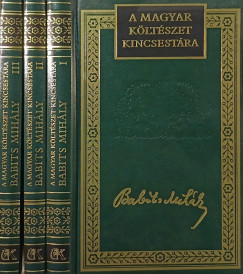 A MAGYAR KÖLTÉSZET KINCSESTÁRA
BABITS MIHÁLY III
A MAGYAR KÖLTÉSZET KINCSESTÁRA
BABITS MIHÁLY II
A MAGYAR KÖLTÉSZET KINCSESTÁRA
BABITS MIHÁLY I
A MAGYAR
KÖLTÉSZET
KINCSESTÁRA
Babits Mihály